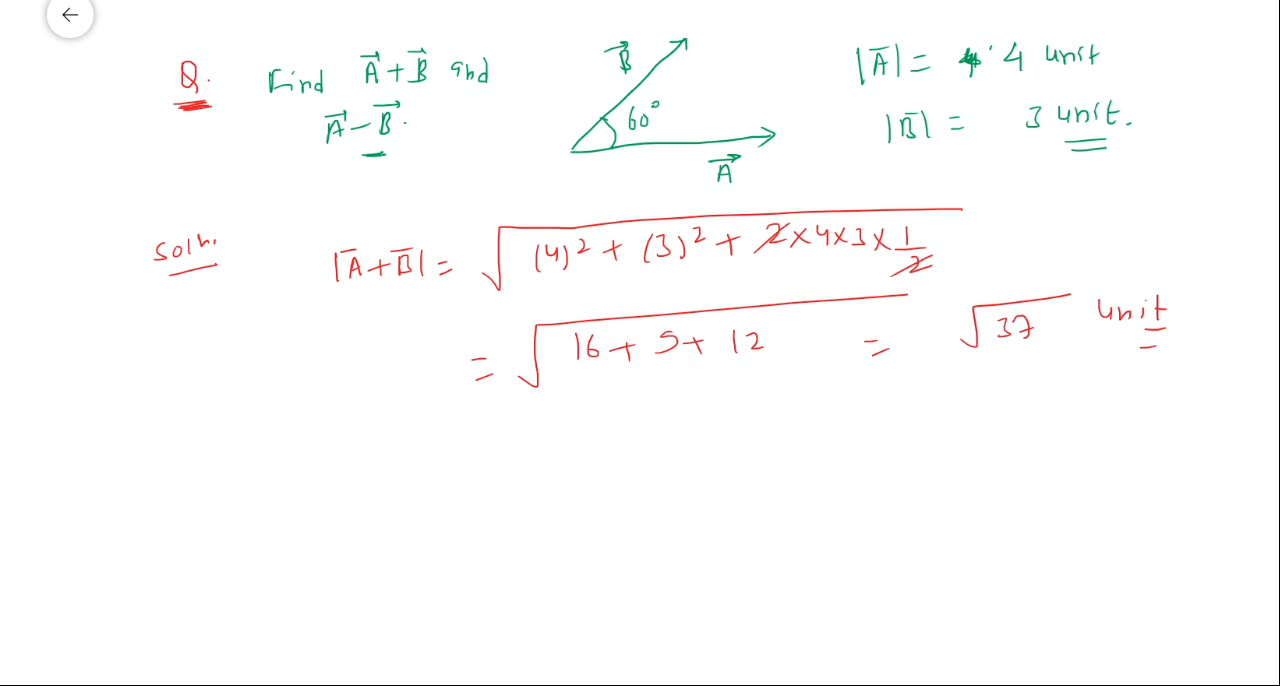 Q. Find A⃗ + B⃗ and
A⃗ − B⃗.
B⃗
60°
A⃗
|A̅| = 4 unit
|B̅| = 3 unit.
Soln.
|A̅ + B̅| = √((4)² + (3)² + 2×4×3×1/2)
= √(16 + 9 + 12) = √37 unit